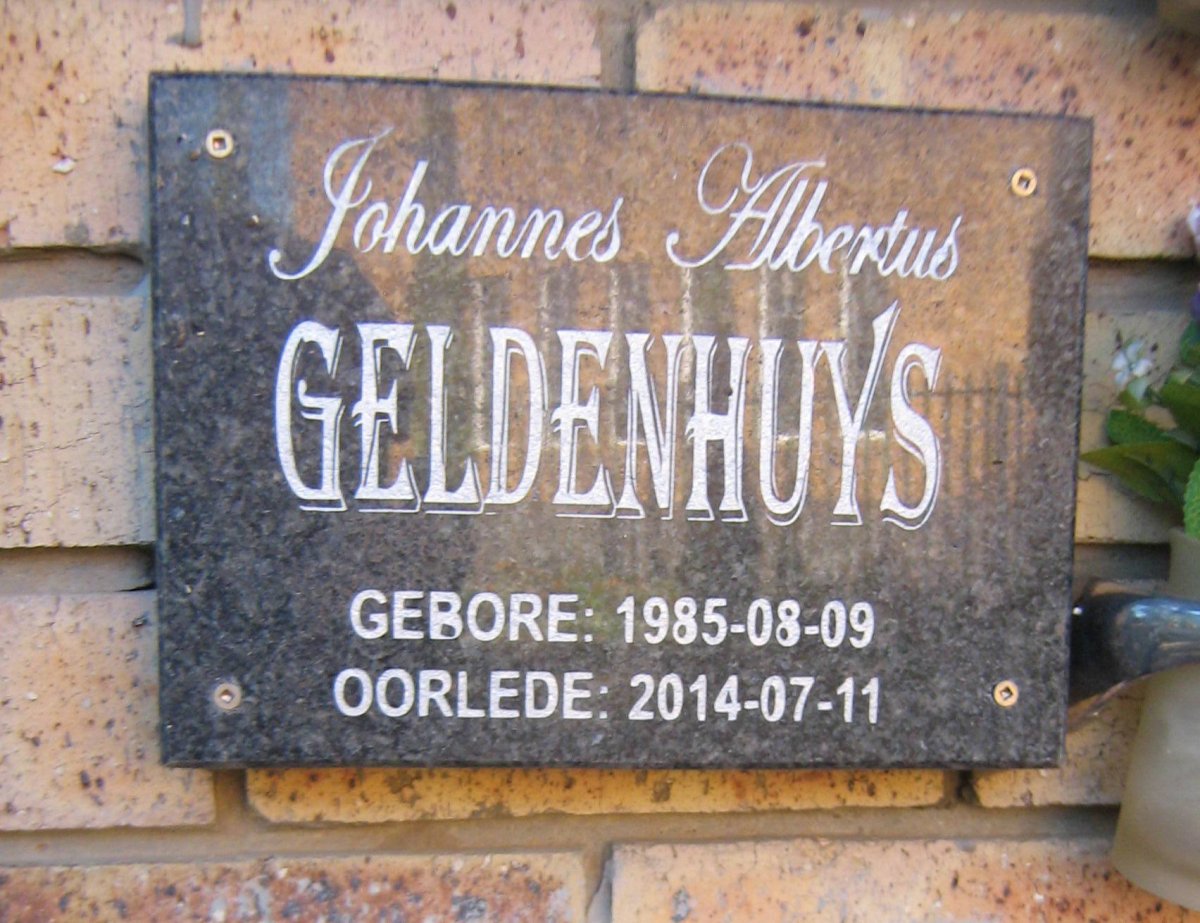 Johannes Albertus
GELDENHUYS
GEBORE: 1985-08-09
OORLEDE: 2014-07-11